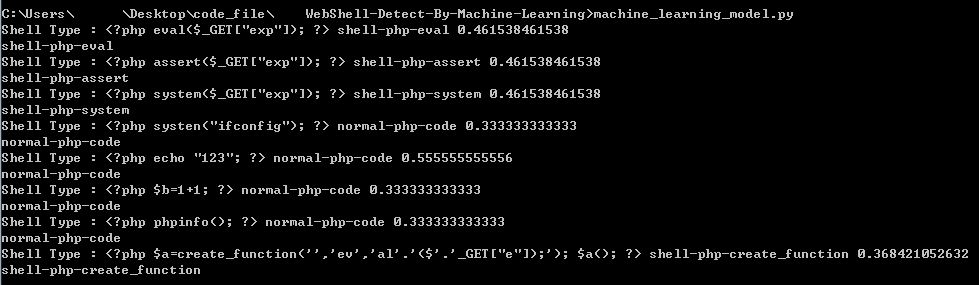 C:\Users\ \Desktop\code_file\ WebShell-Detect-By-Machine-Learning>machine_learning_model.py
Shell Type : <?php eval($_GET["exp"]); ?> shell-php-eval 0.461538461538
shell-php-eval
Shell Type : <?php assert($_GET["exp"]); ?> shell-php-assert 0.461538461538
shell-php-assert
Shell Type : <?php system($_GET["exp"]); ?> shell-php-system 0.461538461538
shell-php-system
Shell Type : <?php systen("ifconfig"); ?> normal-php-code 0.333333333333
normal-php-code
Shell Type : <?php echo "123"; ?> normal-php-code 0.555555555556
normal-php-code
Shell Type : <?php $b=1+1; ?> normal-php-code 0.333333333333
normal-php-code
Shell Type : <?php phpinfo(); ?> normal-php-code 0.333333333333
normal-php-code
Shell Type : <?php $a=create_function('','ev','al'.'($'.'_GET["e"]);'); $a(); ?> shell-php-create_function 0.368421052632
shell-php-create_function